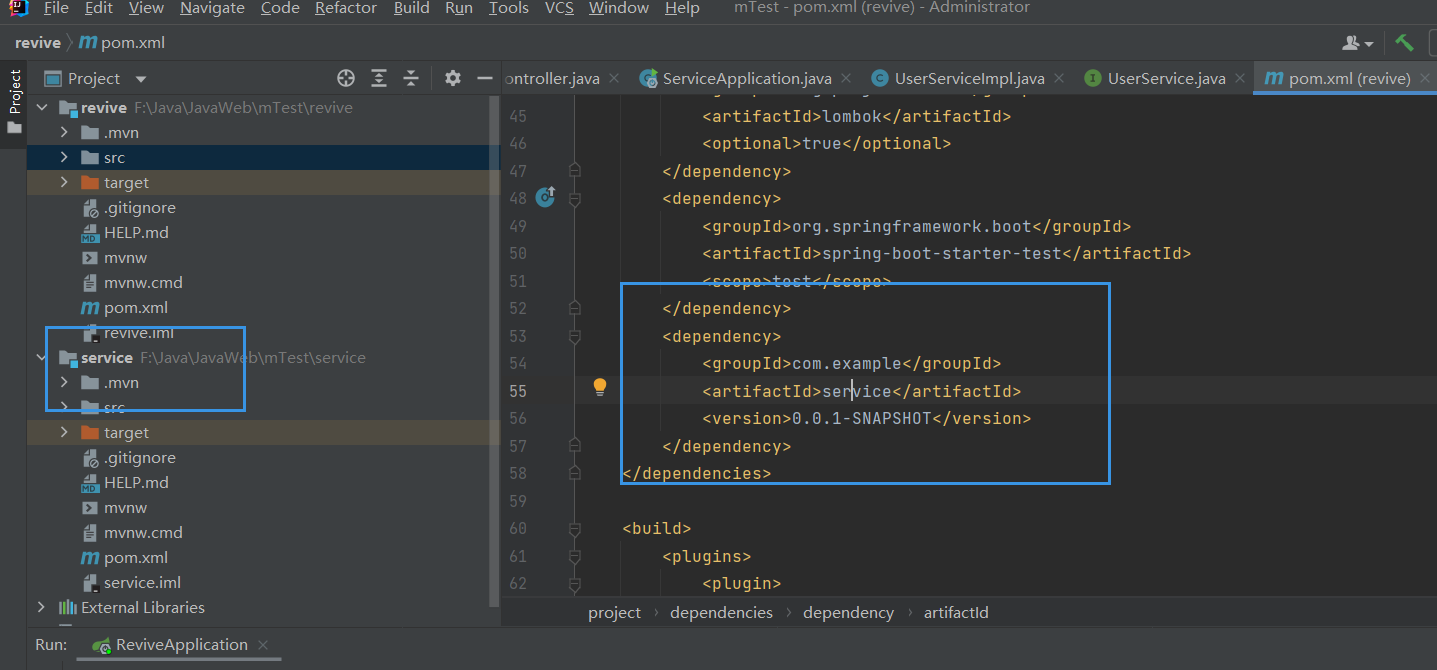 File Edit View Navigate Code Refactor Build Run Tools VCS Window Help mTest - pom.xml (revive) - Administrator
revive pom.xml
Project
Project
ontroller.java ServiceApplication.java UserServiceImpl.java UserService.java pom.xml (revive)
revive F:\Java\JavaWeb\mTest\revive
.mvn
src
target
.gitignore
HELP.md
mvnw
mvnw.cmd
pom.xml
revive.iml
service F:\Java\JavaWeb\mTest\service
.mvn
src
target
.gitignore
HELP.md
mvnw
mvnw.cmd
pom.xml
service.iml
External Libraries
45 <artifactId>lombok</artifactId>
46 <optional>true</optional>
47 </dependency>
48 <dependency>
49 <groupId>org.springframework.boot</groupId>
50 <artifactId>spring-boot-starter-test</artifactId>
51 <scope>test</scope>
52 </dependency>
53 <dependency>
54 <groupId>com.example</groupId>
55 <artifactId>service</artifactId>
56 <version>0.0.1-SNAPSHOT</version>
57 </dependency>
58 </dependencies>
59
60 <build>
61 <plugins>
62 <plugin>
project › dependencies › dependency › artifactId
Run: ReviveApplication